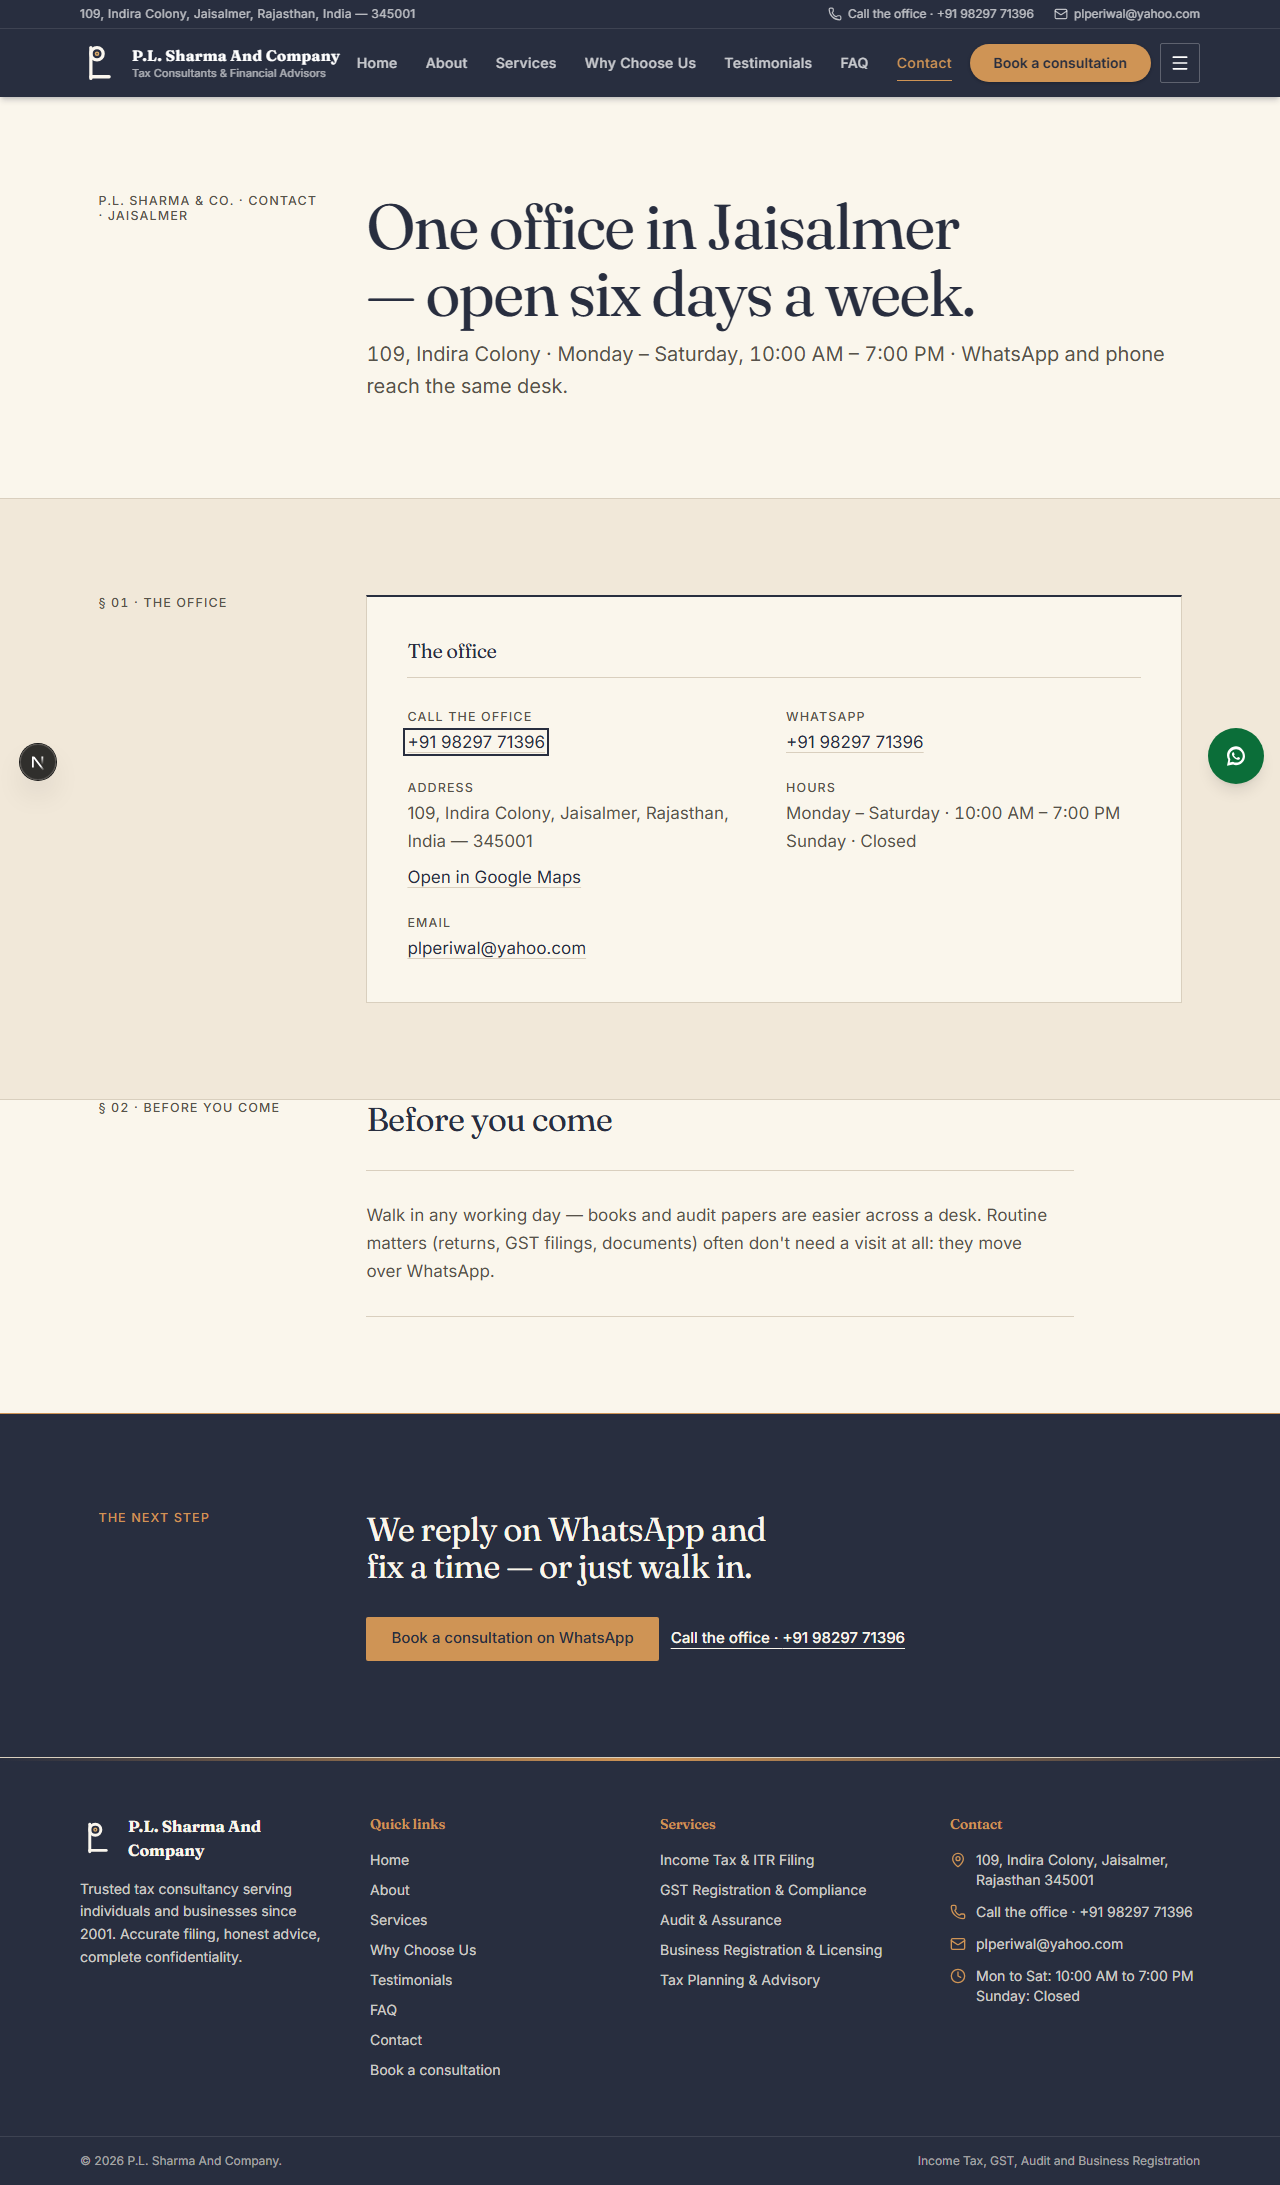 109, Indira Colony, Jaisalmer, Rajasthan, India — 345001
Call the office · +91 98297 71396
plperiwal@yahoo.com
P.L. Sharma And Company
Tax Consultants & Financial Advisors
Home
About
Services
Why Choose Us
Testimonials
FAQ
Contact
Book a consultation
P.L. SHARMA & CO. · CONTACT
· JAISALMER
One office in Jaisalmer
— open six days a week.
109, Indira Colony · Monday – Saturday, 10:00 AM – 7:00 PM · WhatsApp and phone
reach the same desk.
§ 01 · THE OFFICE
The office
CALL THE OFFICE
+91 98297 71396
WHATSAPP
+91 98297 71396
ADDRESS
109, Indira Colony, Jaisalmer, Rajasthan,
India — 345001
Open in Google Maps
HOURS
Monday – Saturday · 10:00 AM – 7:00 PM
Sunday · Closed
EMAIL
plperiwal@yahoo.com
N
§ 02 · BEFORE YOU COME
Before you come
Walk in any working day — books and audit papers are easier across a desk. Routine
matters (returns, GST filings, documents) often don't need a visit at all: they move
over WhatsApp.
THE NEXT STEP
We reply on WhatsApp and
fix a time — or just walk in.
Book a consultation on WhatsApp
Call the office · +91 98297 71396
P.L. Sharma And
Company
Trusted tax consultancy serving
individuals and businesses since
2001. Accurate filing, honest advice,
complete confidentiality.
Quick links
Home
About
Services
Why Choose Us
Testimonials
FAQ
Contact
Book a consultation
Services
Income Tax & ITR Filing
GST Registration & Compliance
Audit & Assurance
Business Registration & Licensing
Tax Planning & Advisory
Contact
109, Indira Colony, Jaisalmer,
Rajasthan 345001
Call the office · +91 98297 71396
plperiwal@yahoo.com
Mon to Sat: 10:00 AM to 7:00 PM
Sunday: Closed
© 2026 P.L. Sharma And Company.
Income Tax, GST, Audit and Business Registration